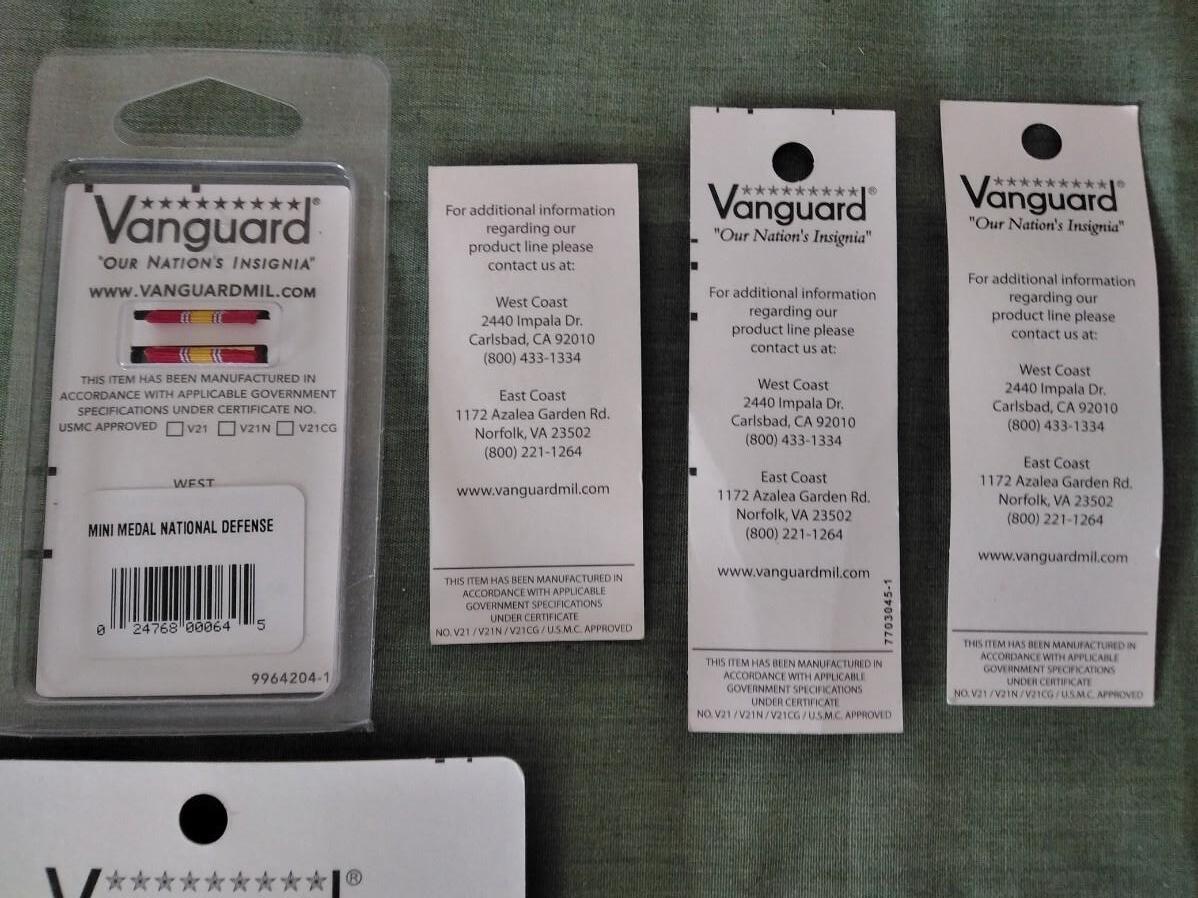 Vanguard®
"OUR NATION'S INSIGNIA"
WWW.VANGUARDMIL.COM
THIS ITEM HAS BEEN MANUFACTURED IN
ACCORDANCE WITH APPLICABLE GOVERNMENT
SPECIFICATIONS UNDER CERTIFICATE NO.
USMC APPROVED V21 V21N V21CG
WEST
MINI MEDAL NATIONAL DEFENSE
0 24768 00064 5
9964204-1
For additional information
regarding our
product line please
contact us at:
West Coast
2440 Impala Dr.
Carlsbad, CA 92010
(800) 433-1334
East Coast
1172 Azalea Garden Rd.
Norfolk, VA 23502
(800) 221-1264
www.vanguardmil.com
THIS ITEM HAS BEEN MANUFACTURED IN
ACCORDANCE WITH APPLICABLE
GOVERNMENT SPECIFICATIONS
UNDER CERTIFICATE
NO. V21 / V21N / V21CG / U.S.M.C. APPROVED
Vanguard®
"Our Nation's Insignia"
For additional information
regarding our
product line please
contact us at:
West Coast
2440 Impala Dr.
Carlsbad, CA 92010
(800) 433-1334
East Coast
1172 Azalea Garden Rd.
Norfolk, VA 23502
(800) 221-1264
www.vanguardmil.com
7703045-1
THIS ITEM HAS BEEN MANUFACTURED IN
ACCORDANCE WITH APPLICABLE
GOVERNMENT SPECIFICATIONS
UNDER CERTIFICATE
NO. V21 / V21N / V21CG / U.S.M.C. APPROVED
Vanguard®
"Our Nation's Insignia"
For additional information
regarding our
product line please
contact us at:
West Coast
2440 Impala Dr.
Carlsbad, CA 92010
(800) 433-1334
East Coast
1172 Azalea Garden Rd.
Norfolk, VA 23502
(800) 221-1264
www.vanguardmil.com
THIS ITEM HAS BEEN MANUFACTURED IN
ACCORDANCE WITH APPLICABLE
GOVERNMENT SPECIFICATIONS
UNDER CERTIFICATE
NO. V21 / V21N / V21CG / U.S.M.C. APPROVED